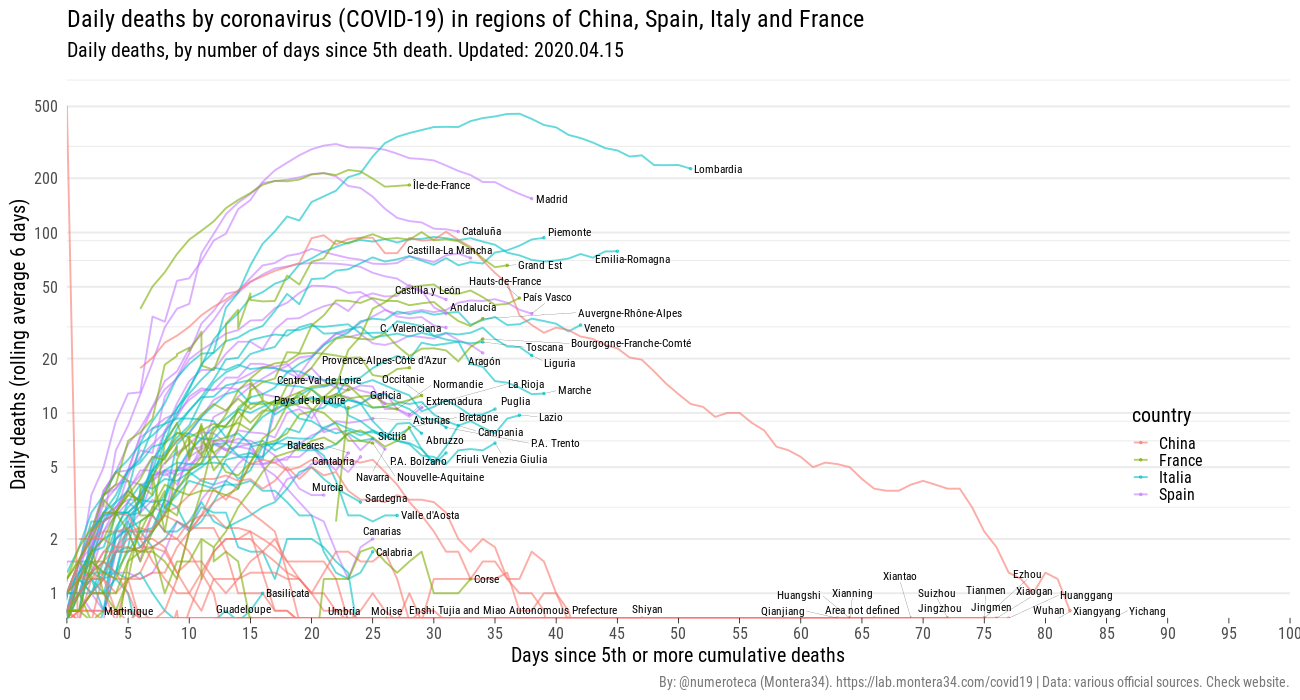 Daily deaths by coronavirus (COVID-19) in regions of China, Spain, Italy and France
Daily deaths, by number of days since 5th death. Updated: 2020.04.15
Daily deaths (rolling average 6 days)
500
200
100
50
20
10
5
2
1
Lombardia
Île-de-France
Madrid
Cataluña
Piemonte
Castilla-La Mancha
Emilia-Romagna
Grand Est
Hauts-de-France
Castilla y León
País Vasco
Andalucía
Auvergne-Rhône-Alpes
C. Valenciana
Veneto
Toscana
Bourgogne-Franche-Comté
Provence-Alpes-Côte d'Azur
Aragón
Liguria
Centre-Val de Loire
Occitanie
Normandie
La Rioja
Marche
Pays de la Loire
Galicia
Extremadura
Puglia
Asturias
Bretagne
Lazio
Sicilia
Campania
Baleares
Abruzzo
P.A. Trento
Cantabria
P.A. Bolzano
Friuli Venezia Giulia
Navarra
Nouvelle-Aquitaine
Murcia
Sardegna
Valle d'Aosta
Canarias
Calabria
Corse
Basilicata
Xiantao
Ezhou
Huangshi
Xianning
Suizhou
Tianmen
Xiaogan
Huanggang
Martinique
Guadeloupe
Umbria
Molise
Enshi Tujia and Miao Autonomous Prefecture
Shiyan
Qianjiang
Area not defined
Jingzhou
Jingmen
Wuhan
Xiangyang
Yichang
country
China
France
Italia
Spain
0 5 10 15 20 25 30 35 40 45 50 55 60 65 70 75 80 85 90 95 100
Days since 5th or more cumulative deaths
By: @numeroteca (Montera34). https://lab.montera34.com/covid19 | Data: various official sources. Check website.